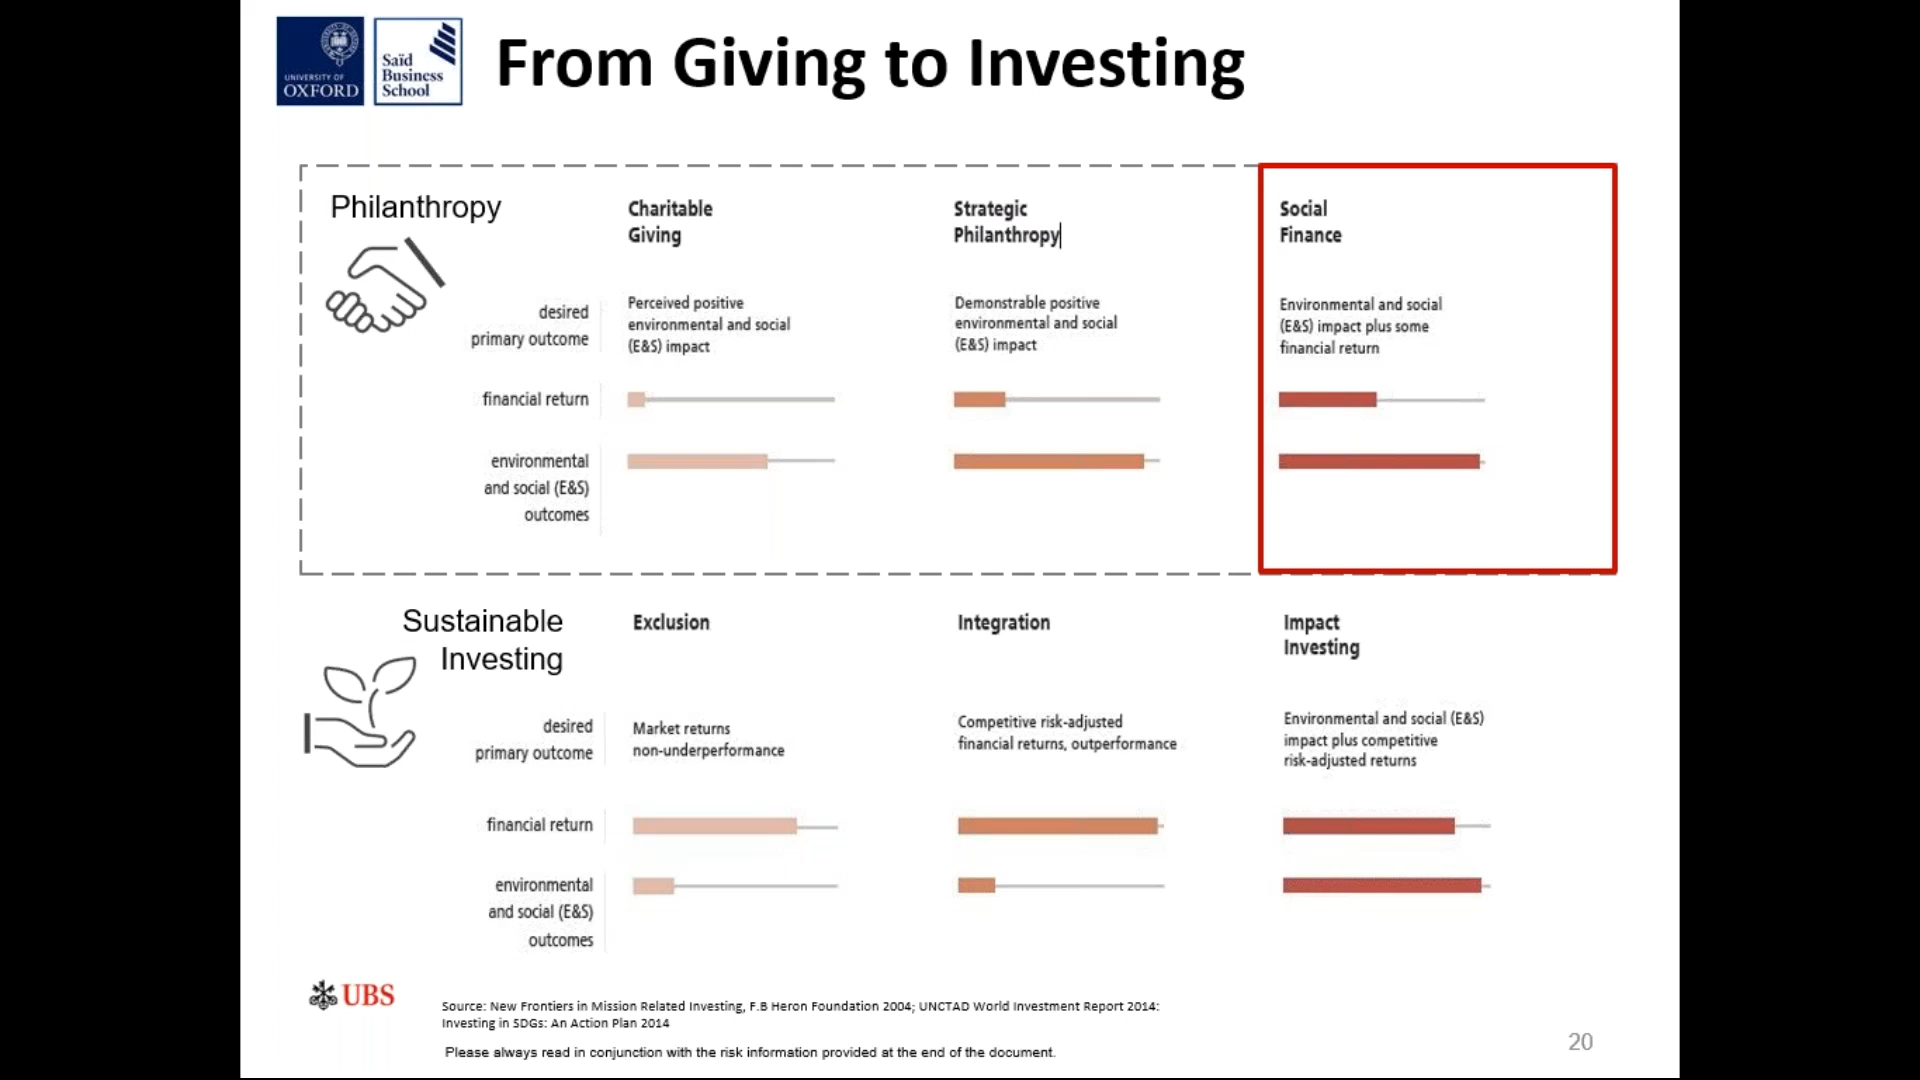 UNIVERSITY OF
OXFORD
Saïd
Business
School
From Giving to Investing
Philanthropy
Charitable
Giving
Strategic
Philanthropy
Social
Finance
desired
primary outcome
Perceived positive
environmental and social
(E&S) impact
Demonstrable positive
environmental and social
(E&S) impact
Environmental and social
(E&S) impact plus some
financial return
financial return
environmental
and social (E&S)
outcomes
Sustainable
Investing
Exclusion
Integration
Impact
Investing
desired
primary outcome
Market returns
non-underperformance
Competitive risk-adjusted
financial returns, outperformance
Environmental and social (E&S)
impact plus competitive
risk-adjusted returns
financial return
environmental
and social (E&S)
outcomes
UBS
Source: New Frontiers in Mission Related Investing, F.B Heron Foundation 2004; UNCTAD World Investment Report 2014:
Investing in SDGs: An Action Plan 2014
Please always read in conjunction with the risk information provided at the end of the document.
20